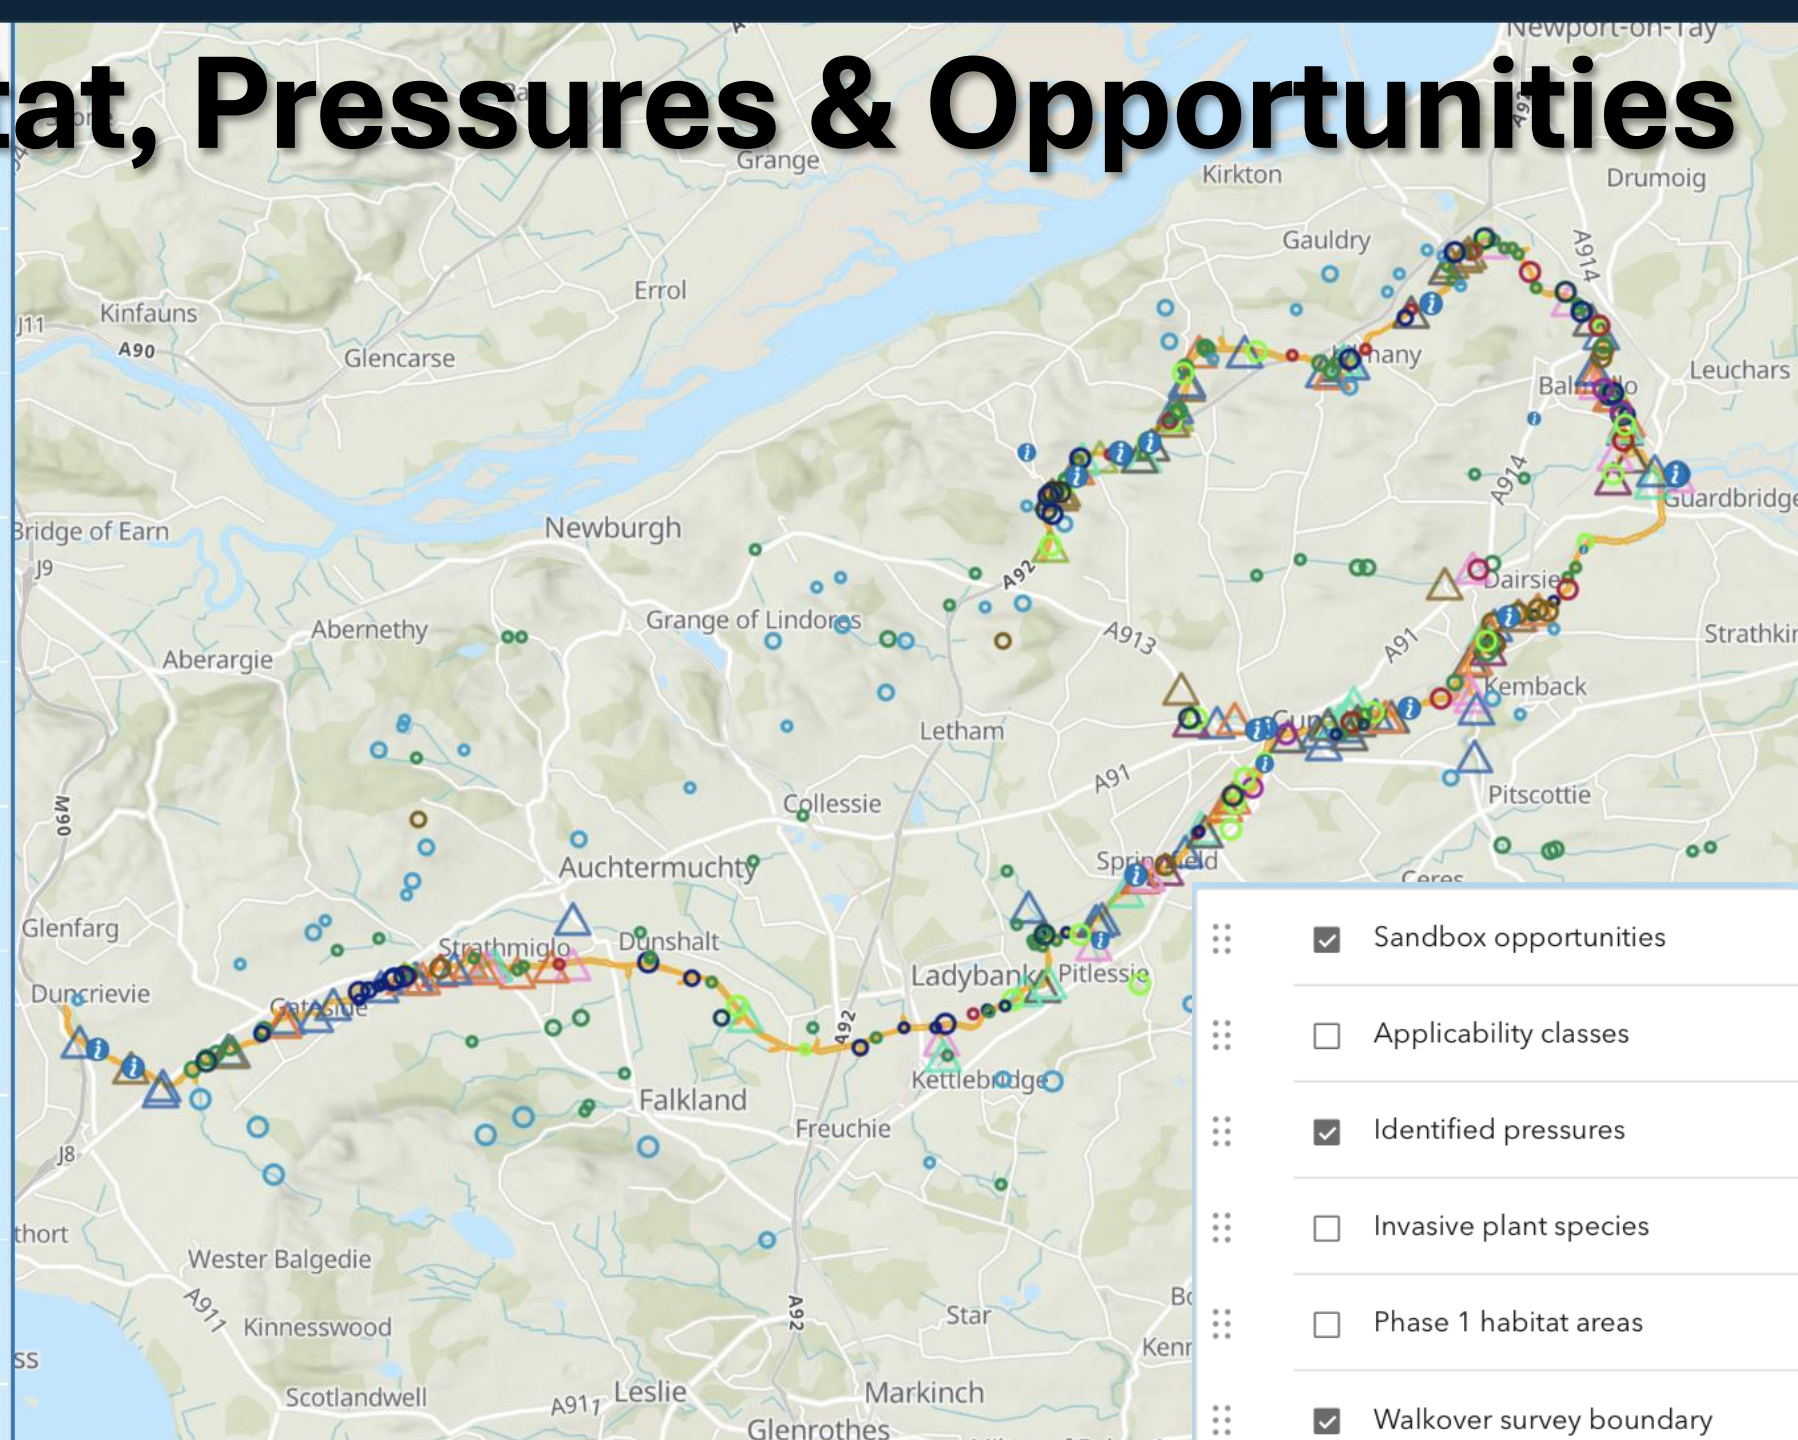 tat, Pressures & Opportunities
Newport-on-Tay
Grange
Kirkton
Drumoig
Gauldry
A914
Errol
Kinfauns
J11
A90
Glencarse
Leuchars
A914
Guardbridge
Newburgh
Bridge of Earn
J9
A92
Dairsie
Grange of Lindores
Abernethy
A913
A91
Aberargie
Kemback
Letham
A91
Pitscottie
Collessie
M90
Auchtermuchty
Springfield
Ceres
Glenfarg
Strathmiglo
Dunshalt
Ladybank
Pitlessie
Duncrievie
Gateside
A92
Kettlebridge
Falkland
Freuchie
J8
thort
Wester Balgedie
A911
Kinnesswood
A92
Star
ss
Scotlandwell
A911
Leslie
Markinch
Glenrothes
Sandbox opportunities
Applicability classes
Identified pressures
Invasive plant species
Phase 1 habitat areas
Walkover survey boundary